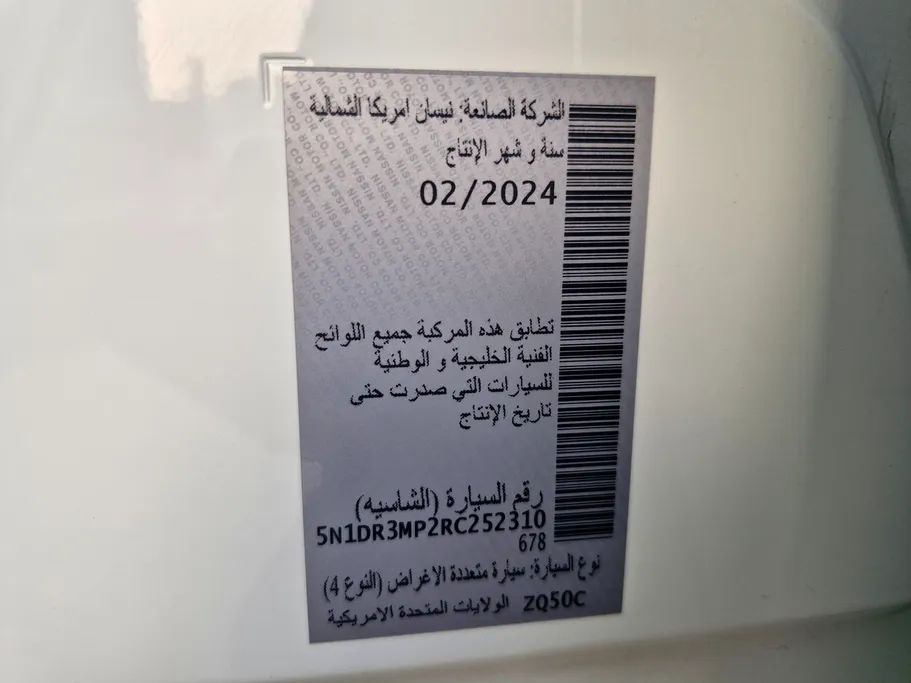 الشركة الصانعة: نيسان امريكا الشمالية
سنة و شهر الإنتاج
02/2024
تطابق هذه المركبة جميع اللوائح
الفنية الخليجية و الوطنية
للسيارات التي صدرت حتى
تاريخ الإنتاج
رقم السيارة (الشاسيه)
5N1DR3MP2RC252310
678
نوع السيارة: سيارة متعددة الاغراض (النوع 4)
ZQ50C الولايات المتحدة الامريكية